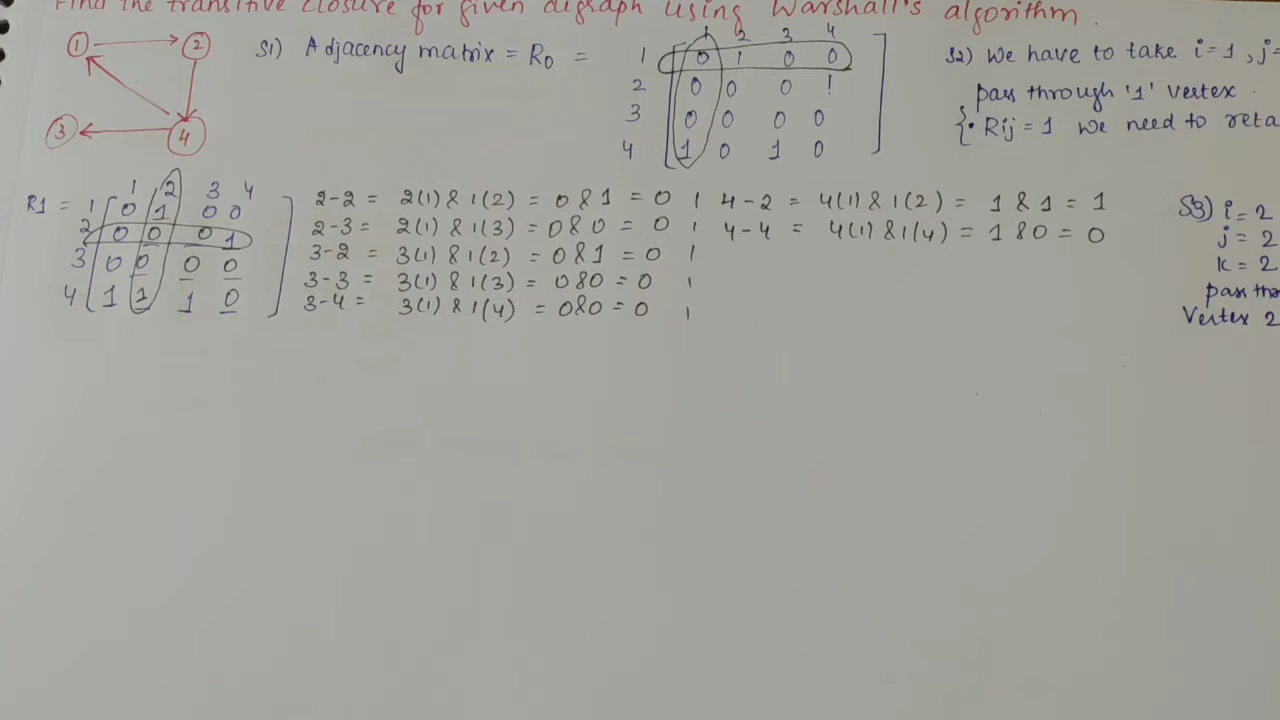 Find the transitive closure for given digraph using Warshall's algorithm.
1 2 3 4
S1) Adjacency matrix = R0 =
1 2 3 4
1 0 1 0 0
2 0 0 0 1
3 0 0 0 0
4 1 0 1 0
S2) We have to take i=1, j=
pass through '1' vertex.
{• Rij = 1 we need to reta
R1 =
1 2 3 4
1 0 1 0 0
2 0 0 0 1
3 0 0 0 0
4 1 1 1 0
2-2 = 2(1) & 1(2) = 0 & 1 = 0 |
2-3 = 2(1) & 1(3) = 0 & 0 = 0 |
3-2 = 3(1) & 1(2) = 0 & 1 = 0 |
3-3 = 3(1) & 1(3) = 0 & 0 = 0 |
3-4 = 3(1) & 1(4) = 0 & 0 = 0 |
4-2 = 4(1) & 1(2) = 1 & 1 = 1
4-4 = 4(1) & 1(4) = 1 & 0 = 0
S3) i = 2
j = 2
k = 2
pass thr
Vertex 2